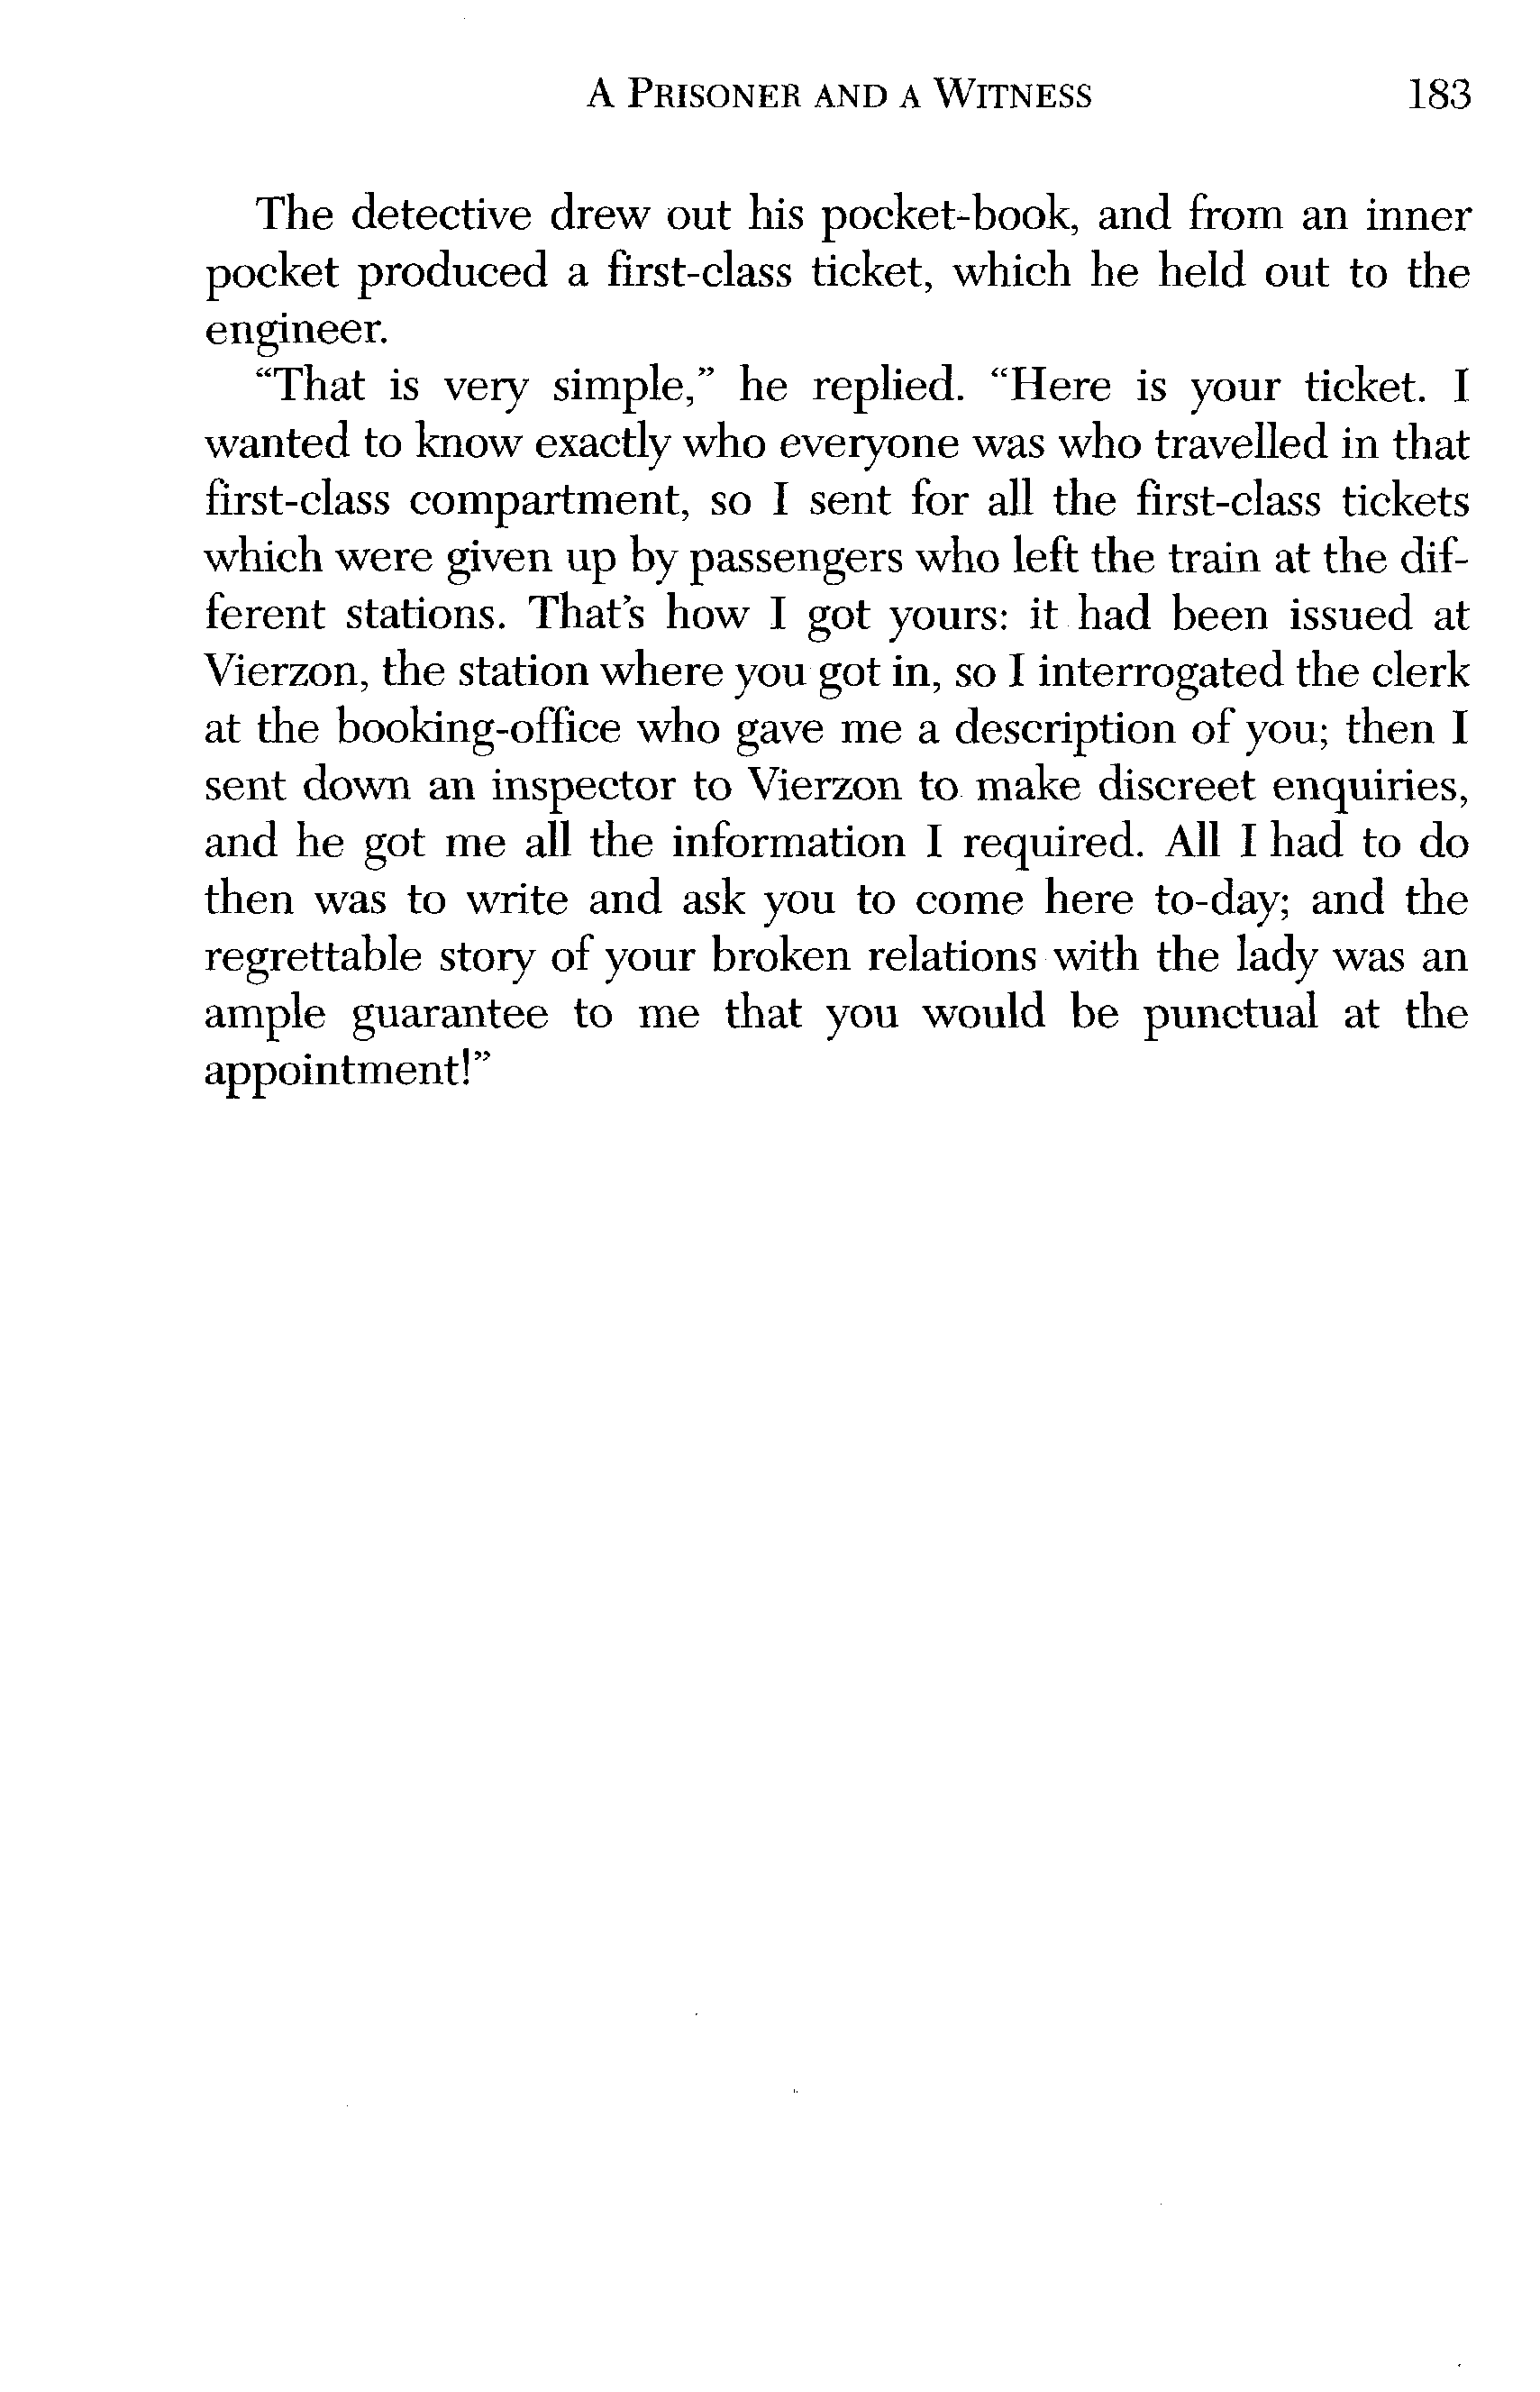 A PRISONER AND A WITNESS 183
The detective drew out his pocket-book, and from an inner
pocket produced a first-class ticket, which he held out to the
engineer.
“That is very simple,” he replied. “Here is your ticket. I
wanted to know exactly who everyone was who travelled in that
first-class compartment, so I sent for all the first-class tickets
which were given up by passengers who left the train at the dif-
ferent stations. That’s how I got yours: it had been issued at
Vierzon, the station where you got in, so I interrogated the clerk
at the booking-office who gave me a description of you; then I
sent down an inspector to Vierzon to make discreet enquiries,
and he got me all the information I required. All I had to do
then was to write and ask you to come here to-day; and the
regrettable story of your broken relations with the lady was an
ample guarantee to me that you would be punctual at the
appointment!”